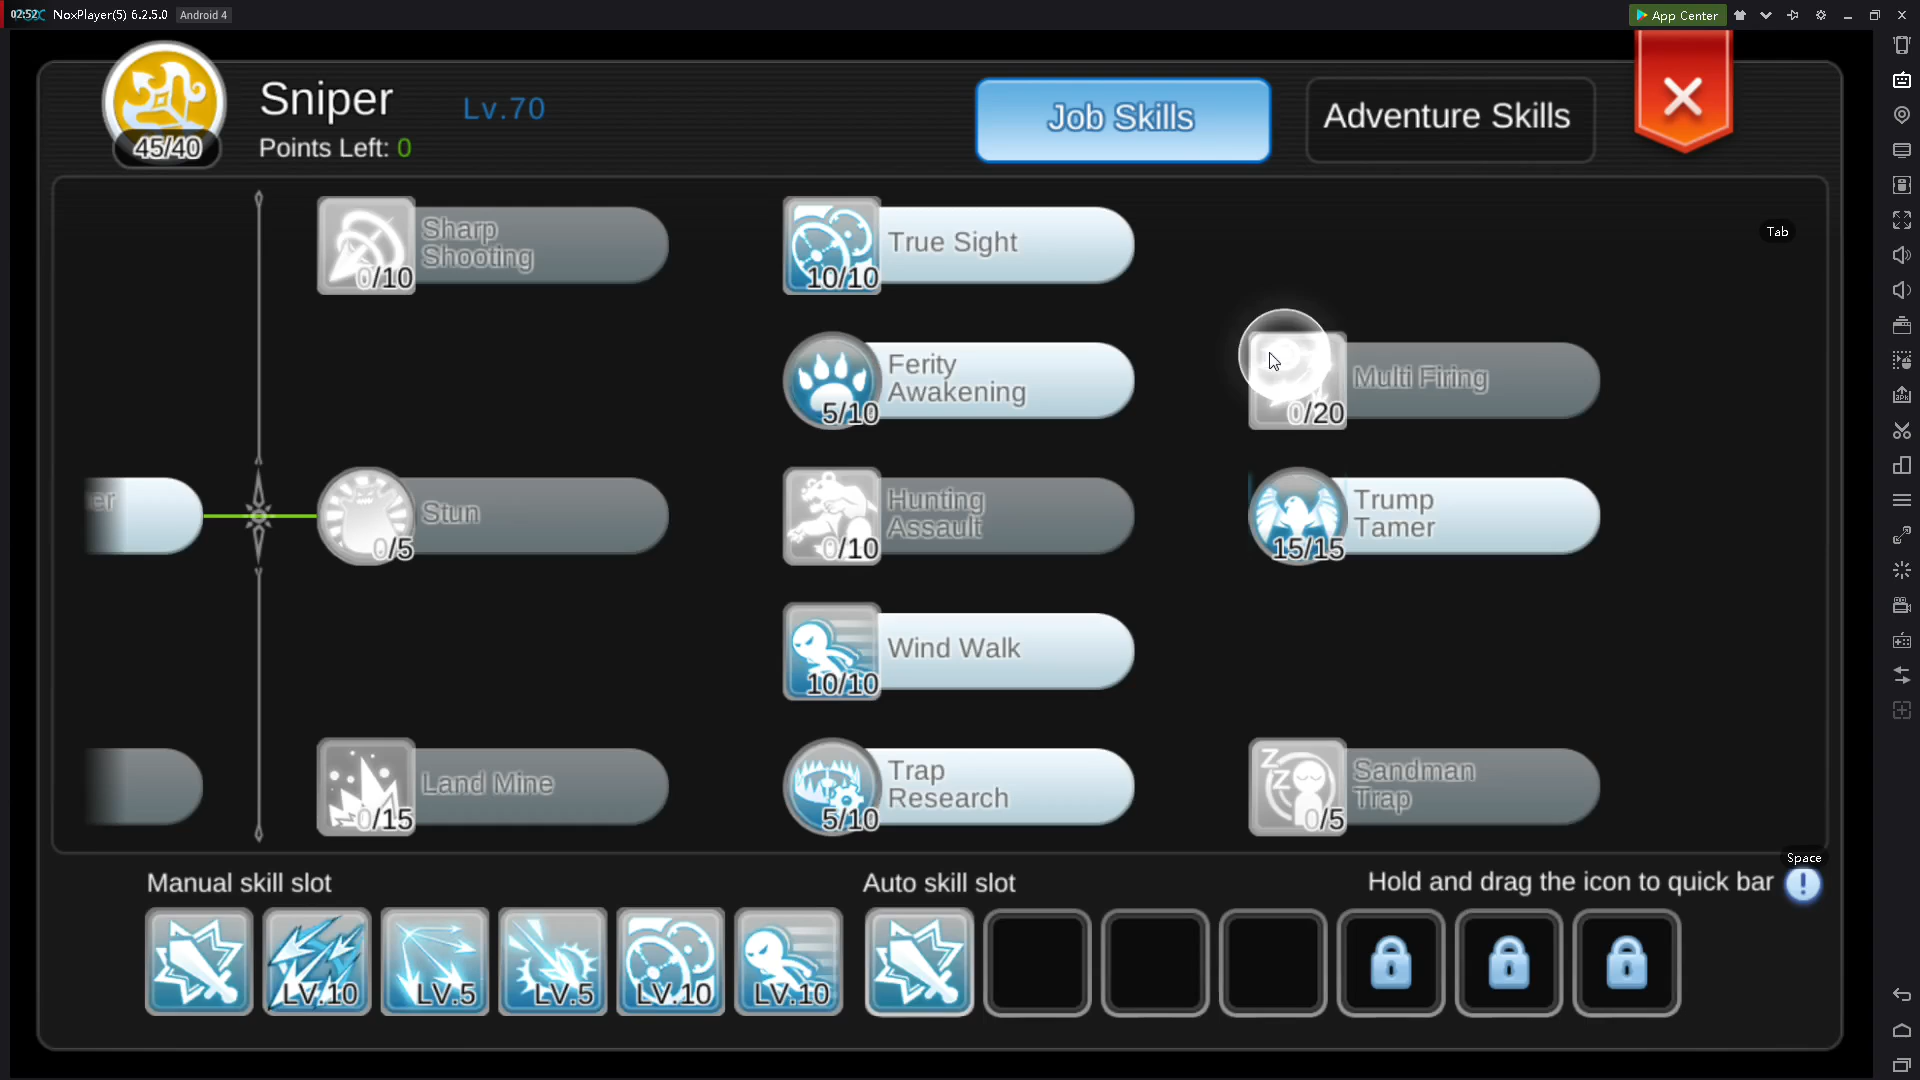 02:52 NoxPlayer(5) 6.2.5.0 Android 4
App Center
Sniper Lv.70
45/40
Points Left: 0
Job Skills
Adventure Skills
Tab
Sharp
Shooting
0/10
True Sight
10/10
Ferity
Awakening
5/10
Multi Firing
0/20
er
Stun
0/5
Hunting
Assault
0/10
Trump
Tamer
15/15
Wind Walk
10/10
Land Mine
0/15
Trap
Research
5/10
Sandman
Trap
0/5
Space
Manual skill slot
Auto skill slot
Hold and drag the icon to quick bar
LV.10
LV.5
LV.5
LV.10
LV.10